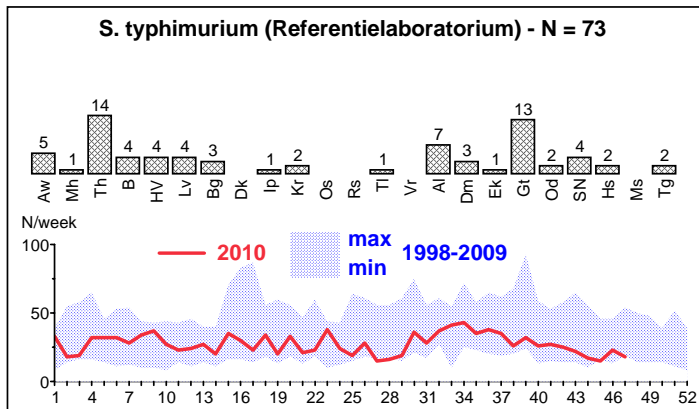 S. typhimurium (Referentielaboratorium) - N = 73
5 1 14 4 4 4 3 1 2 1 7 3 1 13 2 4 2 2
Aw Mh Th B HV Lv Bg Dk Ip Kr Os Rs Tl Vr Al Dm Ek Gt Od SN Hs Ms Tg
N/week
100
2010
max
min
1998-2009
50
0
1 4 7 10 13 16 19 22 25 28 31 34 37 40 43 46 49 52